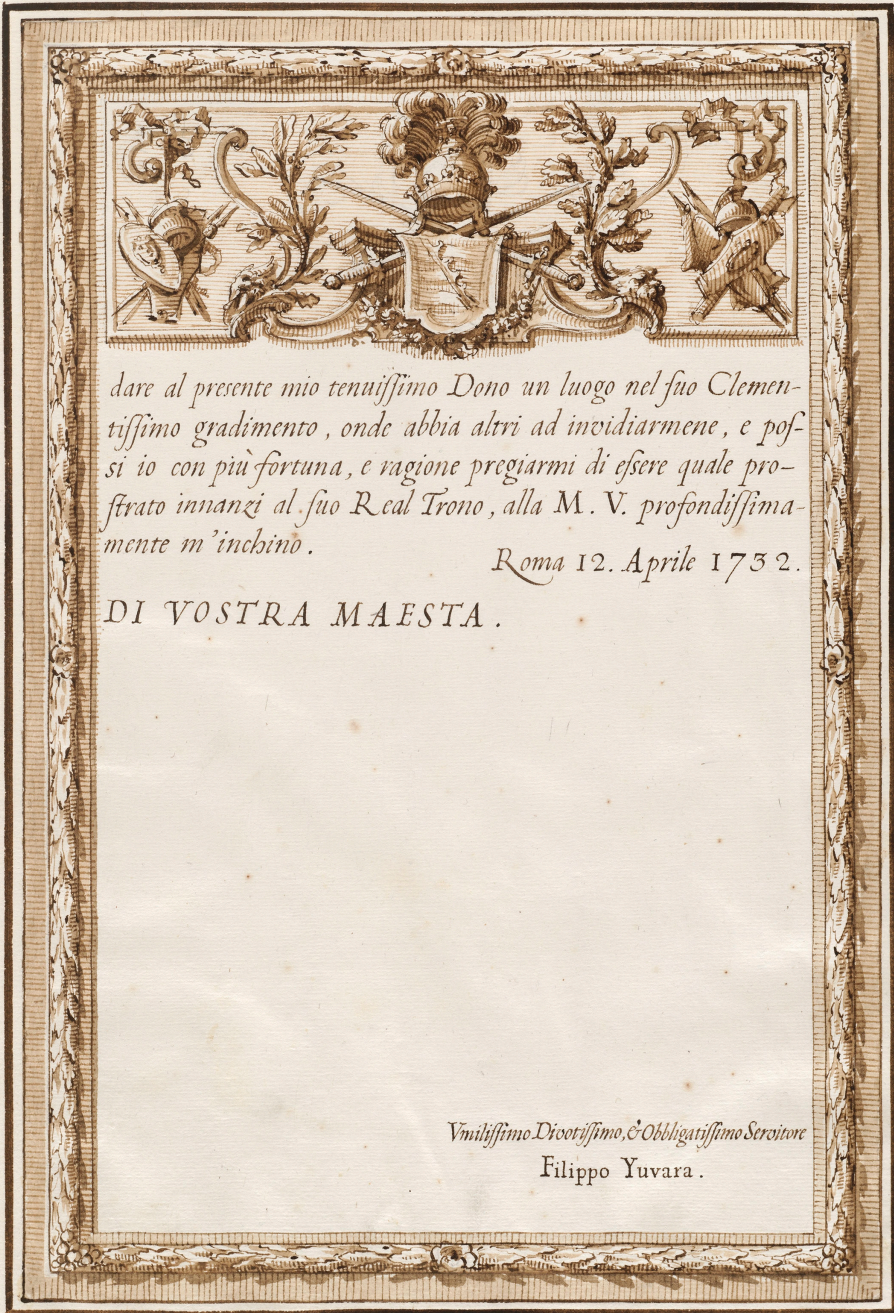 dare al presente mio tenuiſſimo Dono un luogo nel ſuo Clemen-
tiſſimo gradimento, onde abbia altri ad invidiarmene, e poſ-
si io con più fortuna, e ragione pregiarmi di eſsere quale pro-
ſtrato innanzi al ſuo Real Trono, alla M. V. profondiſſima-
mente m'inchino.
Roma 12. Aprile 1732.
DI VOSTRA MAESTA.
Vmiliſſimo Divotiſſimo, & Obbligatiſſimo Servitore
Filippo Yuvara.